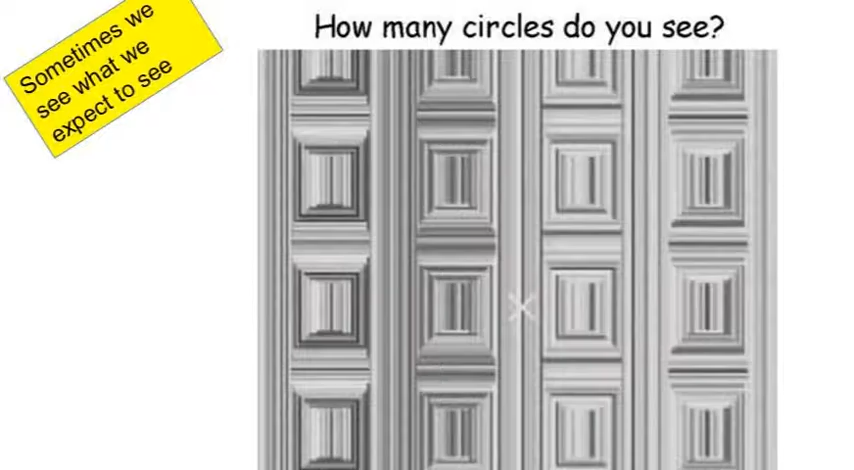 Sometimes we
see what we
expect to see
How many circles do you see?